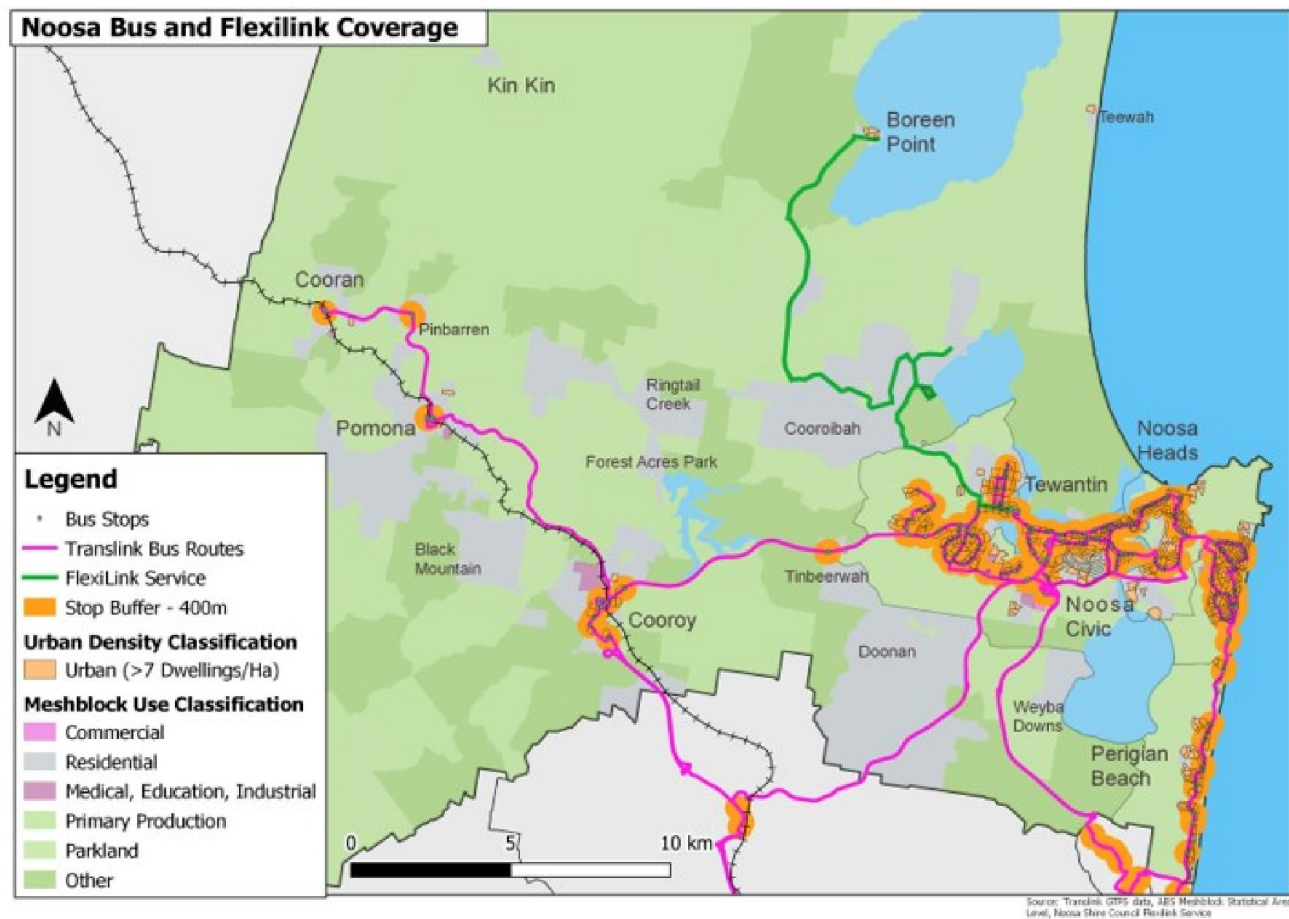 Noosa Bus and Flexilink Coverage
Kin Kin
Boreen
Point
Teewah
Cooran
Pinbarren
Ringtail
Creek
Pomona
Cooroibah
Noosa
Heads
Forest Acres Park
Tewantin
N
Black
Mountain
Tinbeerwah
Cooroy
Noosa
Civic
Doonan
Weyba
Downs
Perigian
Beach
Legend
Bus Stops
Translink Bus Routes
FlexiLink Service
Stop Buffer - 400m
Urban Density Classification
Urban (>7 Dwellings/Ha)
Meshblock Use Classification
Commercial
Residential
Medical, Education, Industrial
Primary Production
Parkland
Other
0 5 10 km
Source: Translink GTFS data, ABS Meshblock Statistical Area
Level, Noosa Shire Council Flexilink Service